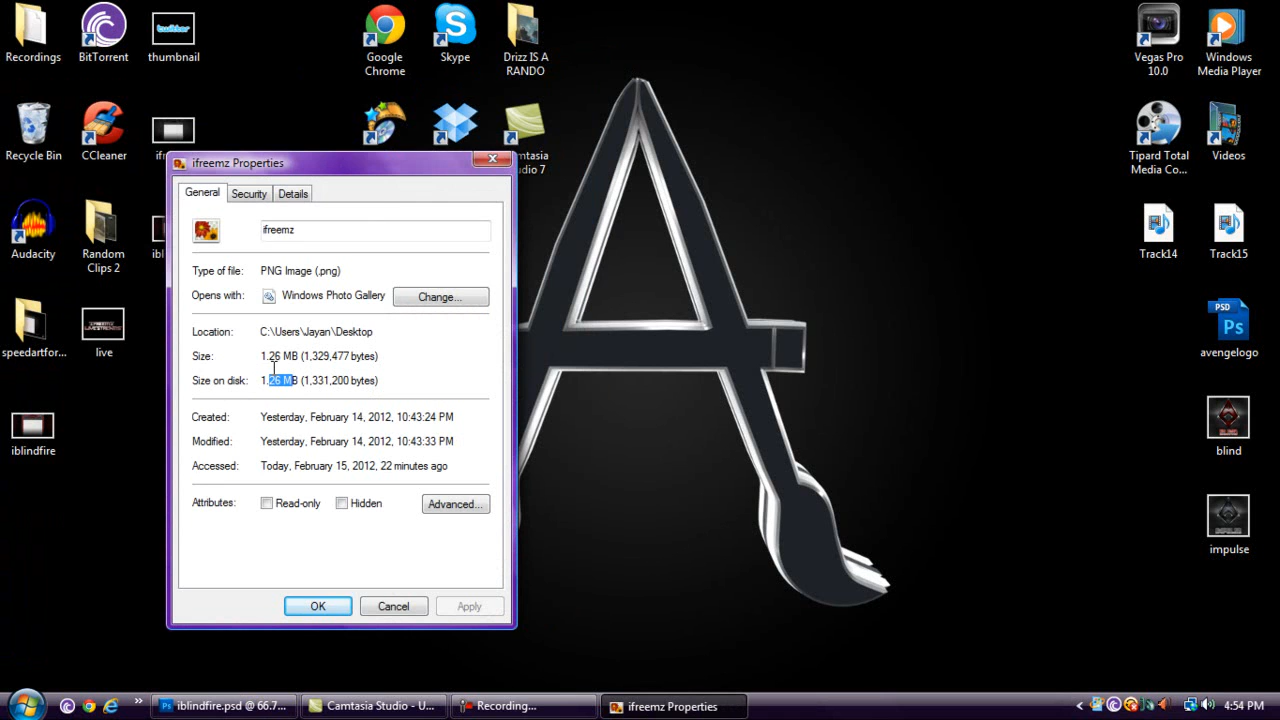 Recordings
BitTorrent
thumbnail
Google
Chrome
Skype
Drizz IS A
RANDO
Vegas Pro
10.0
Windows
Media Player
Recycle Bin
CCleaner
Tipard Total
Media Co...
Videos
ifreemz Properties
General
Security
Details
ifreemz
Type of file: PNG Image (.png)
Opens with: Windows Photo Gallery Change...
Location: C:\Users\Jayan\Desktop
Size: 1.26 MB (1,329,477 bytes)
Size on disk: 1.26 MB (1,331,200 bytes)
Created: Yesterday, February 14, 2012, 10:43:24 PM
Modified: Yesterday, February 14, 2012, 10:43:33 PM
Accessed: Today, February 15, 2012, 22 minutes ago
Attributes: Read-only Hidden Advanced...
OK Cancel Apply
Audacity
Random
Clips 2
Track14
Track15
speedartfor...
live
PSD
Ps
avengelogo
iblindfire
blind
impulse
iblindfire.psd @ 66.7...
Camtasia Studio - U...
Recording...
ifreemz Properties
4:54 PM